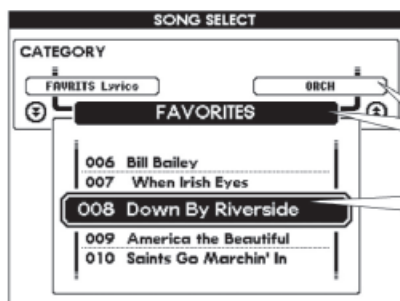 SONG SELECT
CATEGORY
FAVRITS Lyrics
ORCH
FAVORITES
006 Bill Bailey
007 When Irish Eyes
008 Down By Riverside
009 America the Beautiful
010 Saints Go Marchin' In